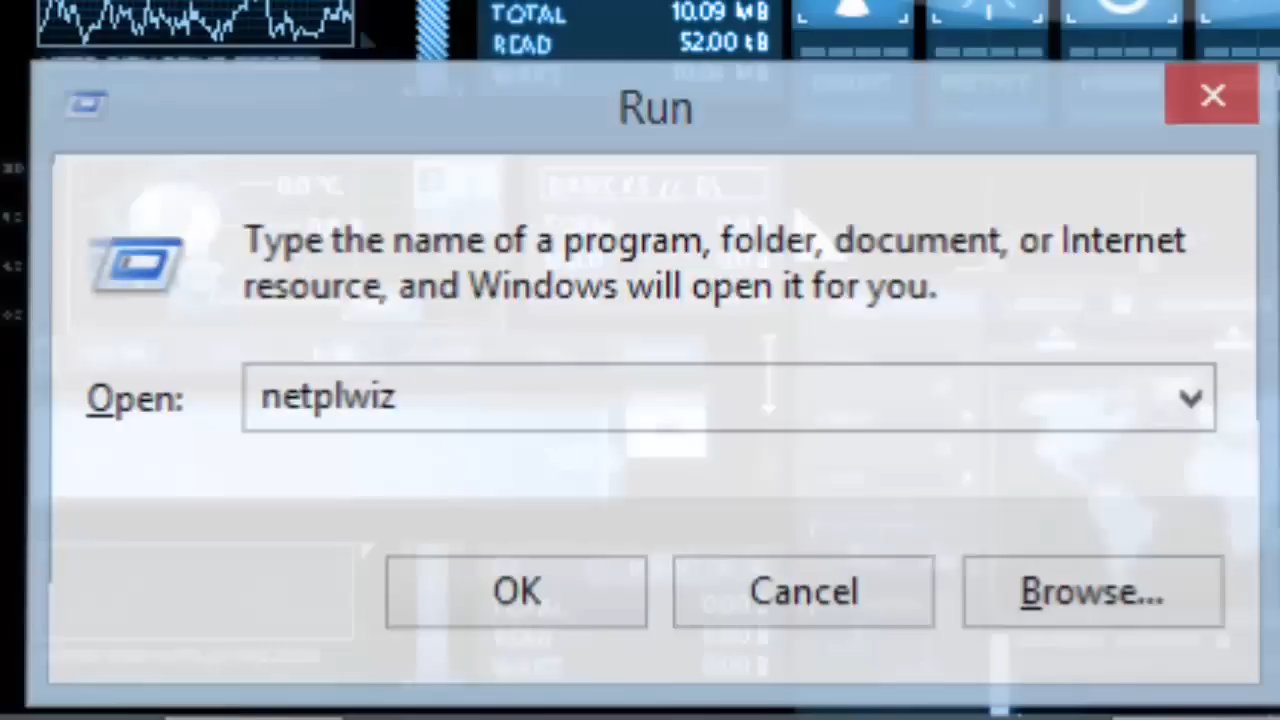 TOTAL 10.09 MB
READ 52.00 kB
Run
Type the name of a program, folder, document, or Internet
resource, and Windows will open it for you.
Open: netplwiz
OK Cancel Browse...